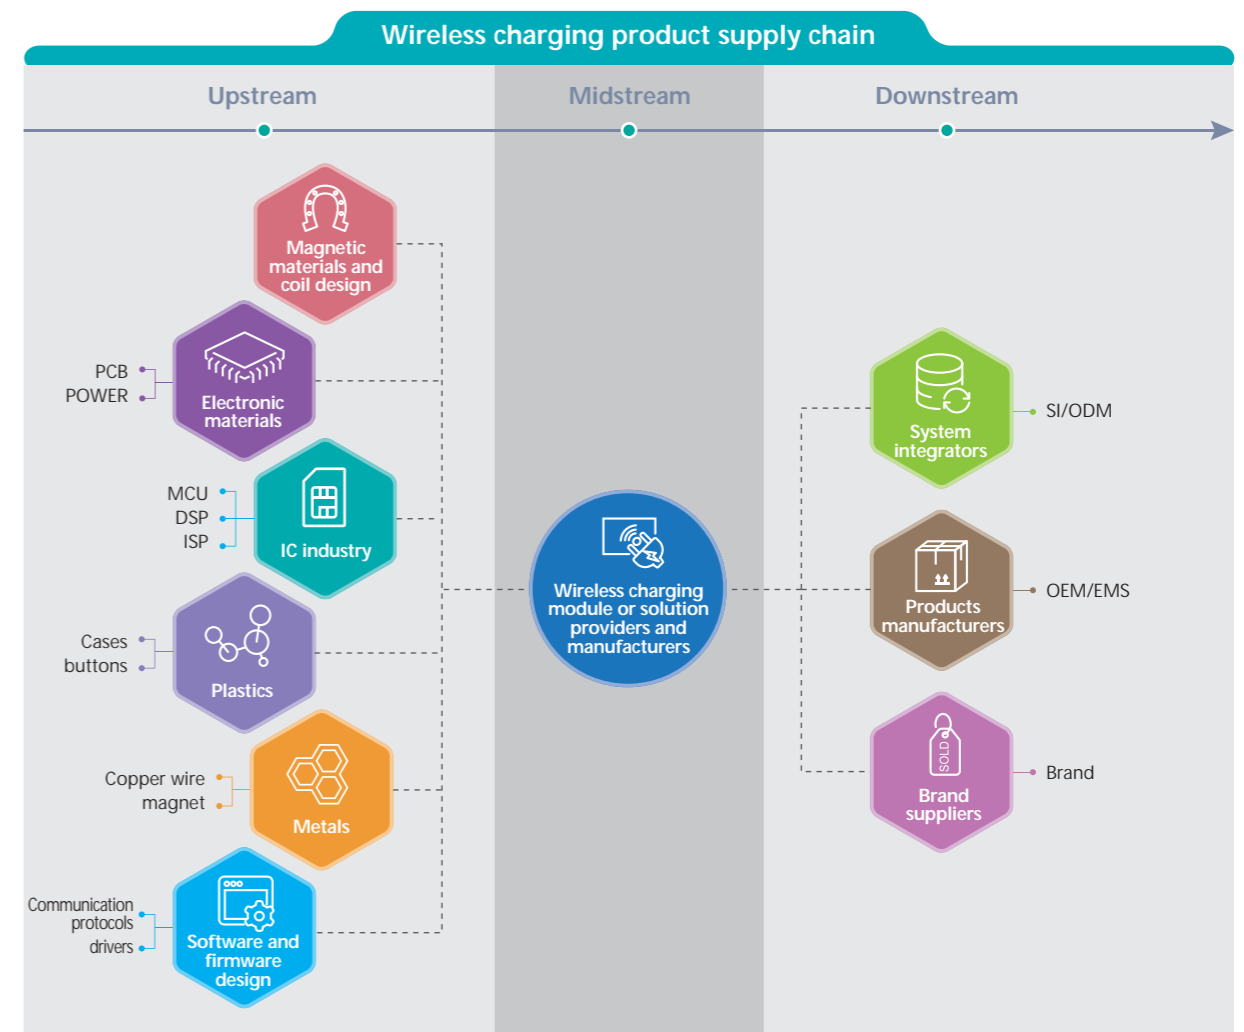 Wireless charging product supply chain
Upstream
Midstream
Downstream
Magnetic
materials and
coil design
PCB
POWER
Electronic
materials
MCU
DSP
ISP
IC industry
Cases
buttons
Plastics
Copper wire
magnet
Metals
Communication
protocols
drivers
Software and
firmware
design
Wireless charging
module or solution
providers and
manufacturers
System
integrators
SI/ODM
Products
manufacturers
OEM/EMS
SOLD
Brand
suppliers
Brand